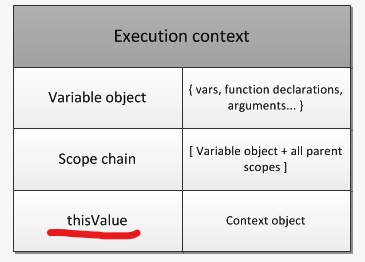 Execution context
Variable object
{ vars, function declarations,
arguments... }
Scope chain
[ Variable object + all parent
scopes ]
thisValue
Context object